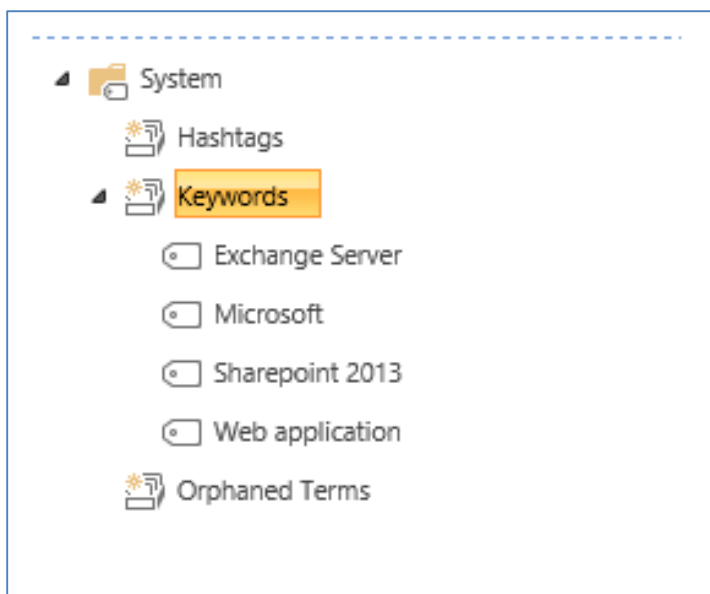 System
Hashtags
Keywords
Exchange Server
Microsoft
Sharepoint 2013
Web application
Orphaned Terms